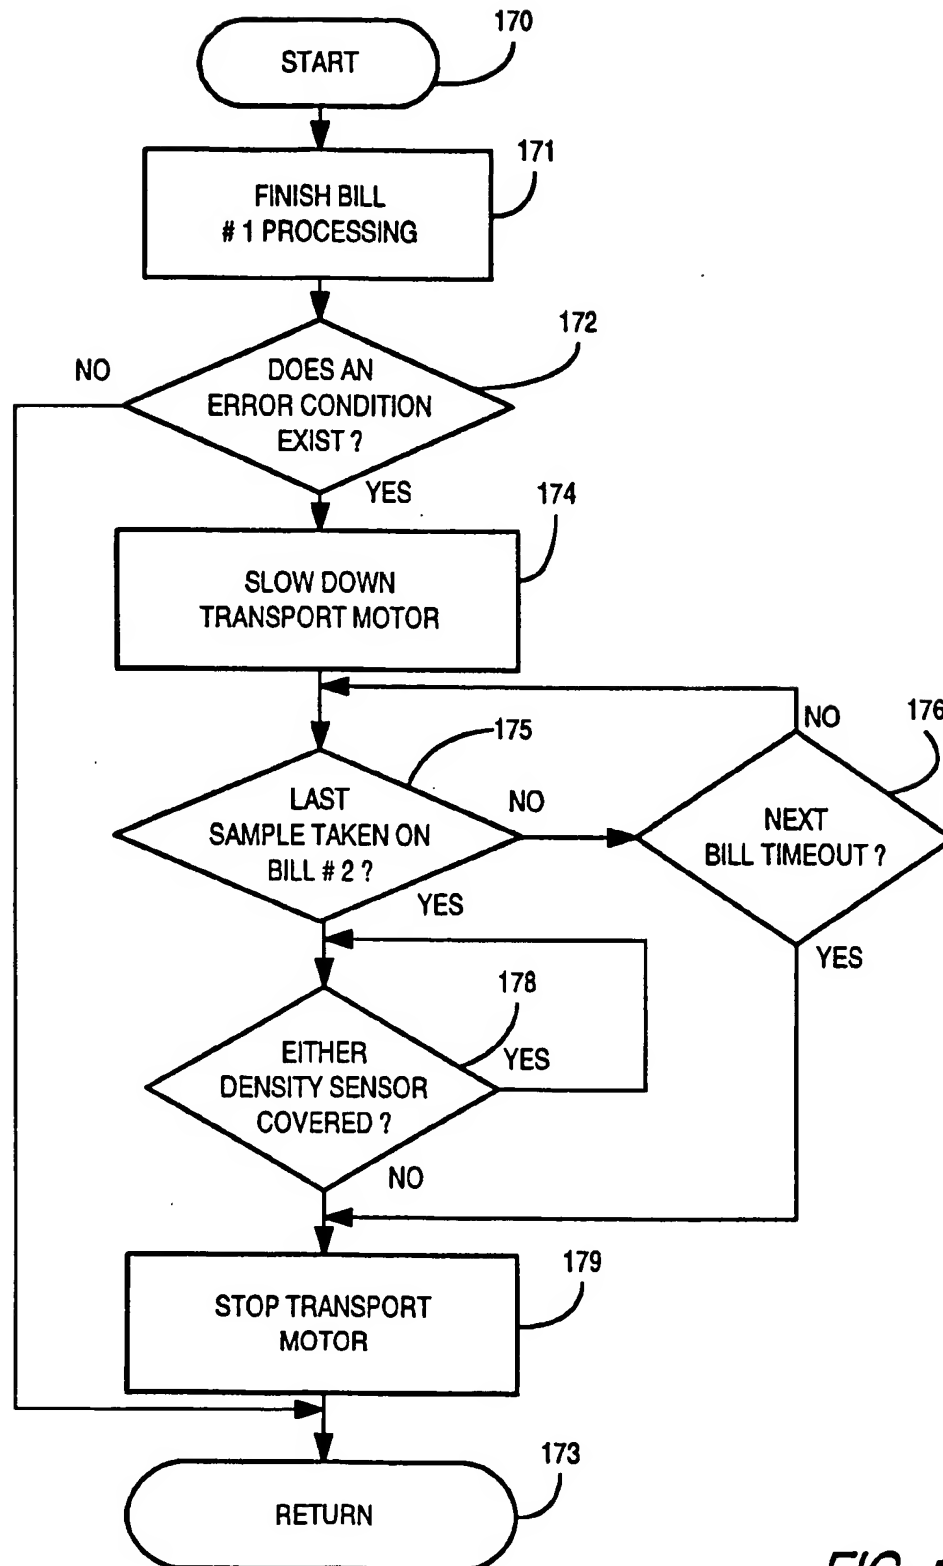 170
START
171
FINISH BILL
# 1 PROCESSING
172
NO
DOES AN
ERROR CONDITION
EXIST ?
YES
174
SLOW DOWN
TRANSPORT MOTOR
NO
176
175
LAST
SAMPLE TAKEN ON
BILL # 2 ?
NO
NEXT
BILL TIMEOUT ?
YES
YES
178
EITHER
DENSITY SENSOR
COVERED ?
YES
NO
179
STOP TRANSPORT
MOTOR
173
RETURN
FIG.